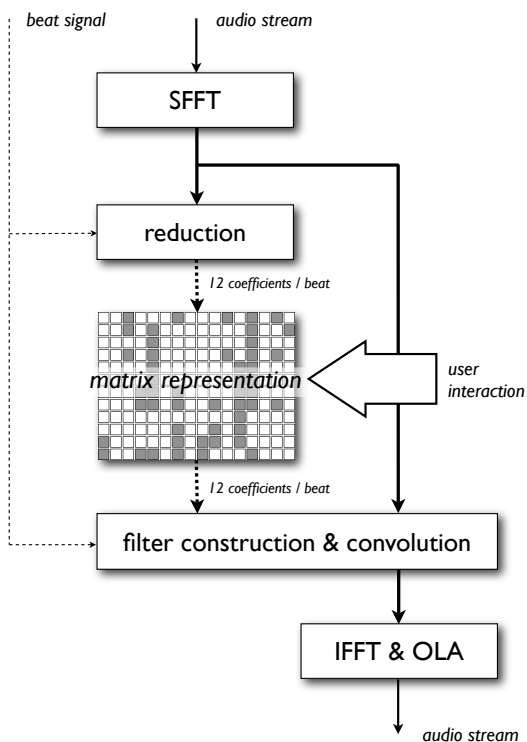 beat signal
audio stream
SFFT
reduction
12 coefficients / beat
matrix representation
user
interaction
12 coefficients / beat
filter construction & convolution
IFFT & OLA
audio stream